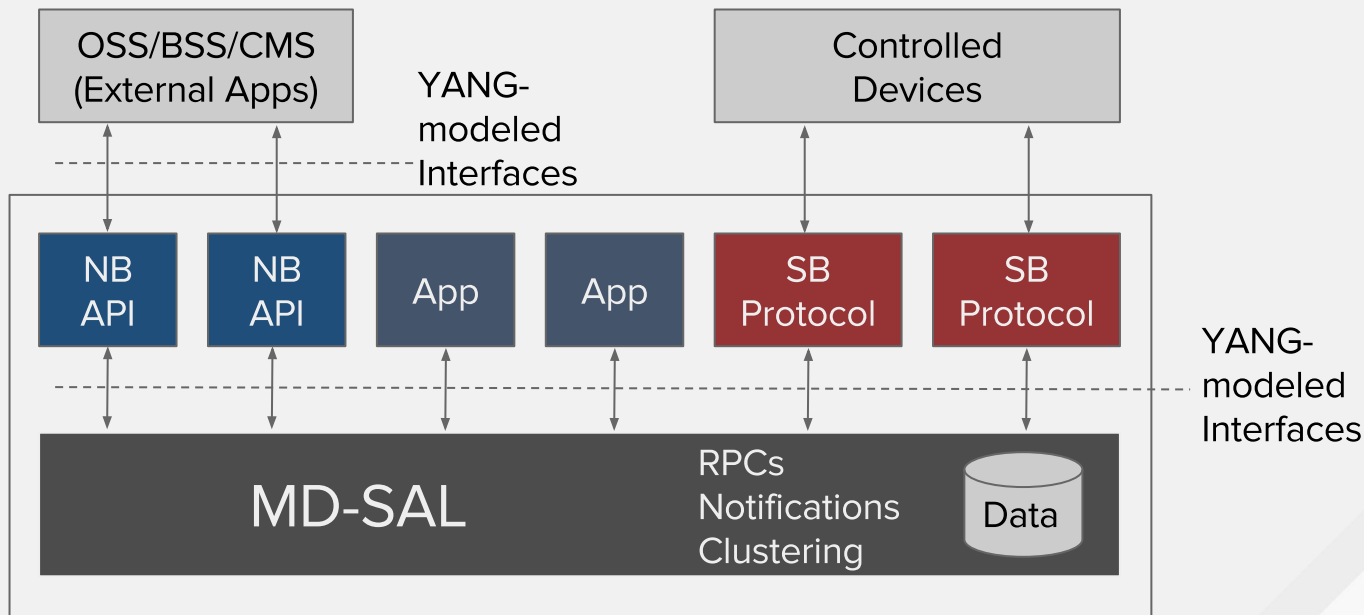 OSS/BSS/CMS
(External Apps)
YANG-
modeled
Interfaces
Controlled
Devices
NB
API
NB
API
App
App
SB
Protocol
SB
Protocol
YANG-
modeled
Interfaces
MD-SAL
RPCs
Notifications
Clustering
Data